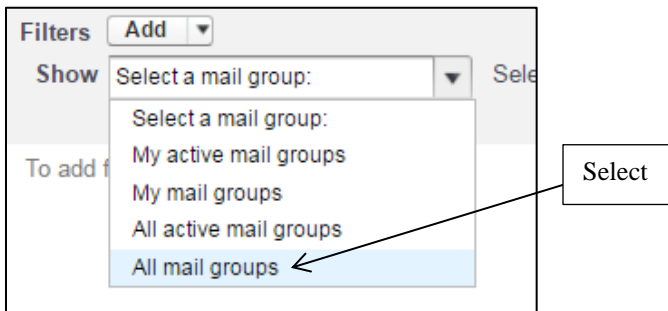 Filters Add
Show Select a mail group: Sele
Select a mail group:
To add f
My active mail groups
My mail groups
All active mail groups
All mail groups
Select